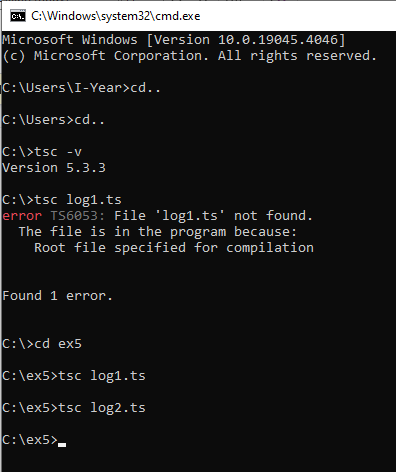 C:\Windows\system32\cmd.exe
Microsoft Windows [Version 10.0.19045.4046]
(c) Microsoft Corporation. All rights reserved.
C:\Users\I-Year>cd..
C:\Users>cd..
C:\>tsc -v
Version 5.3.3
C:\>tsc log1.ts
error TS6053: File 'log1.ts' not found.
  The file is in the program because:
    Root file specified for compilation
Found 1 error.
C:\>cd ex5
C:\ex5>tsc log1.ts
C:\ex5>tsc log2.ts
C:\ex5>